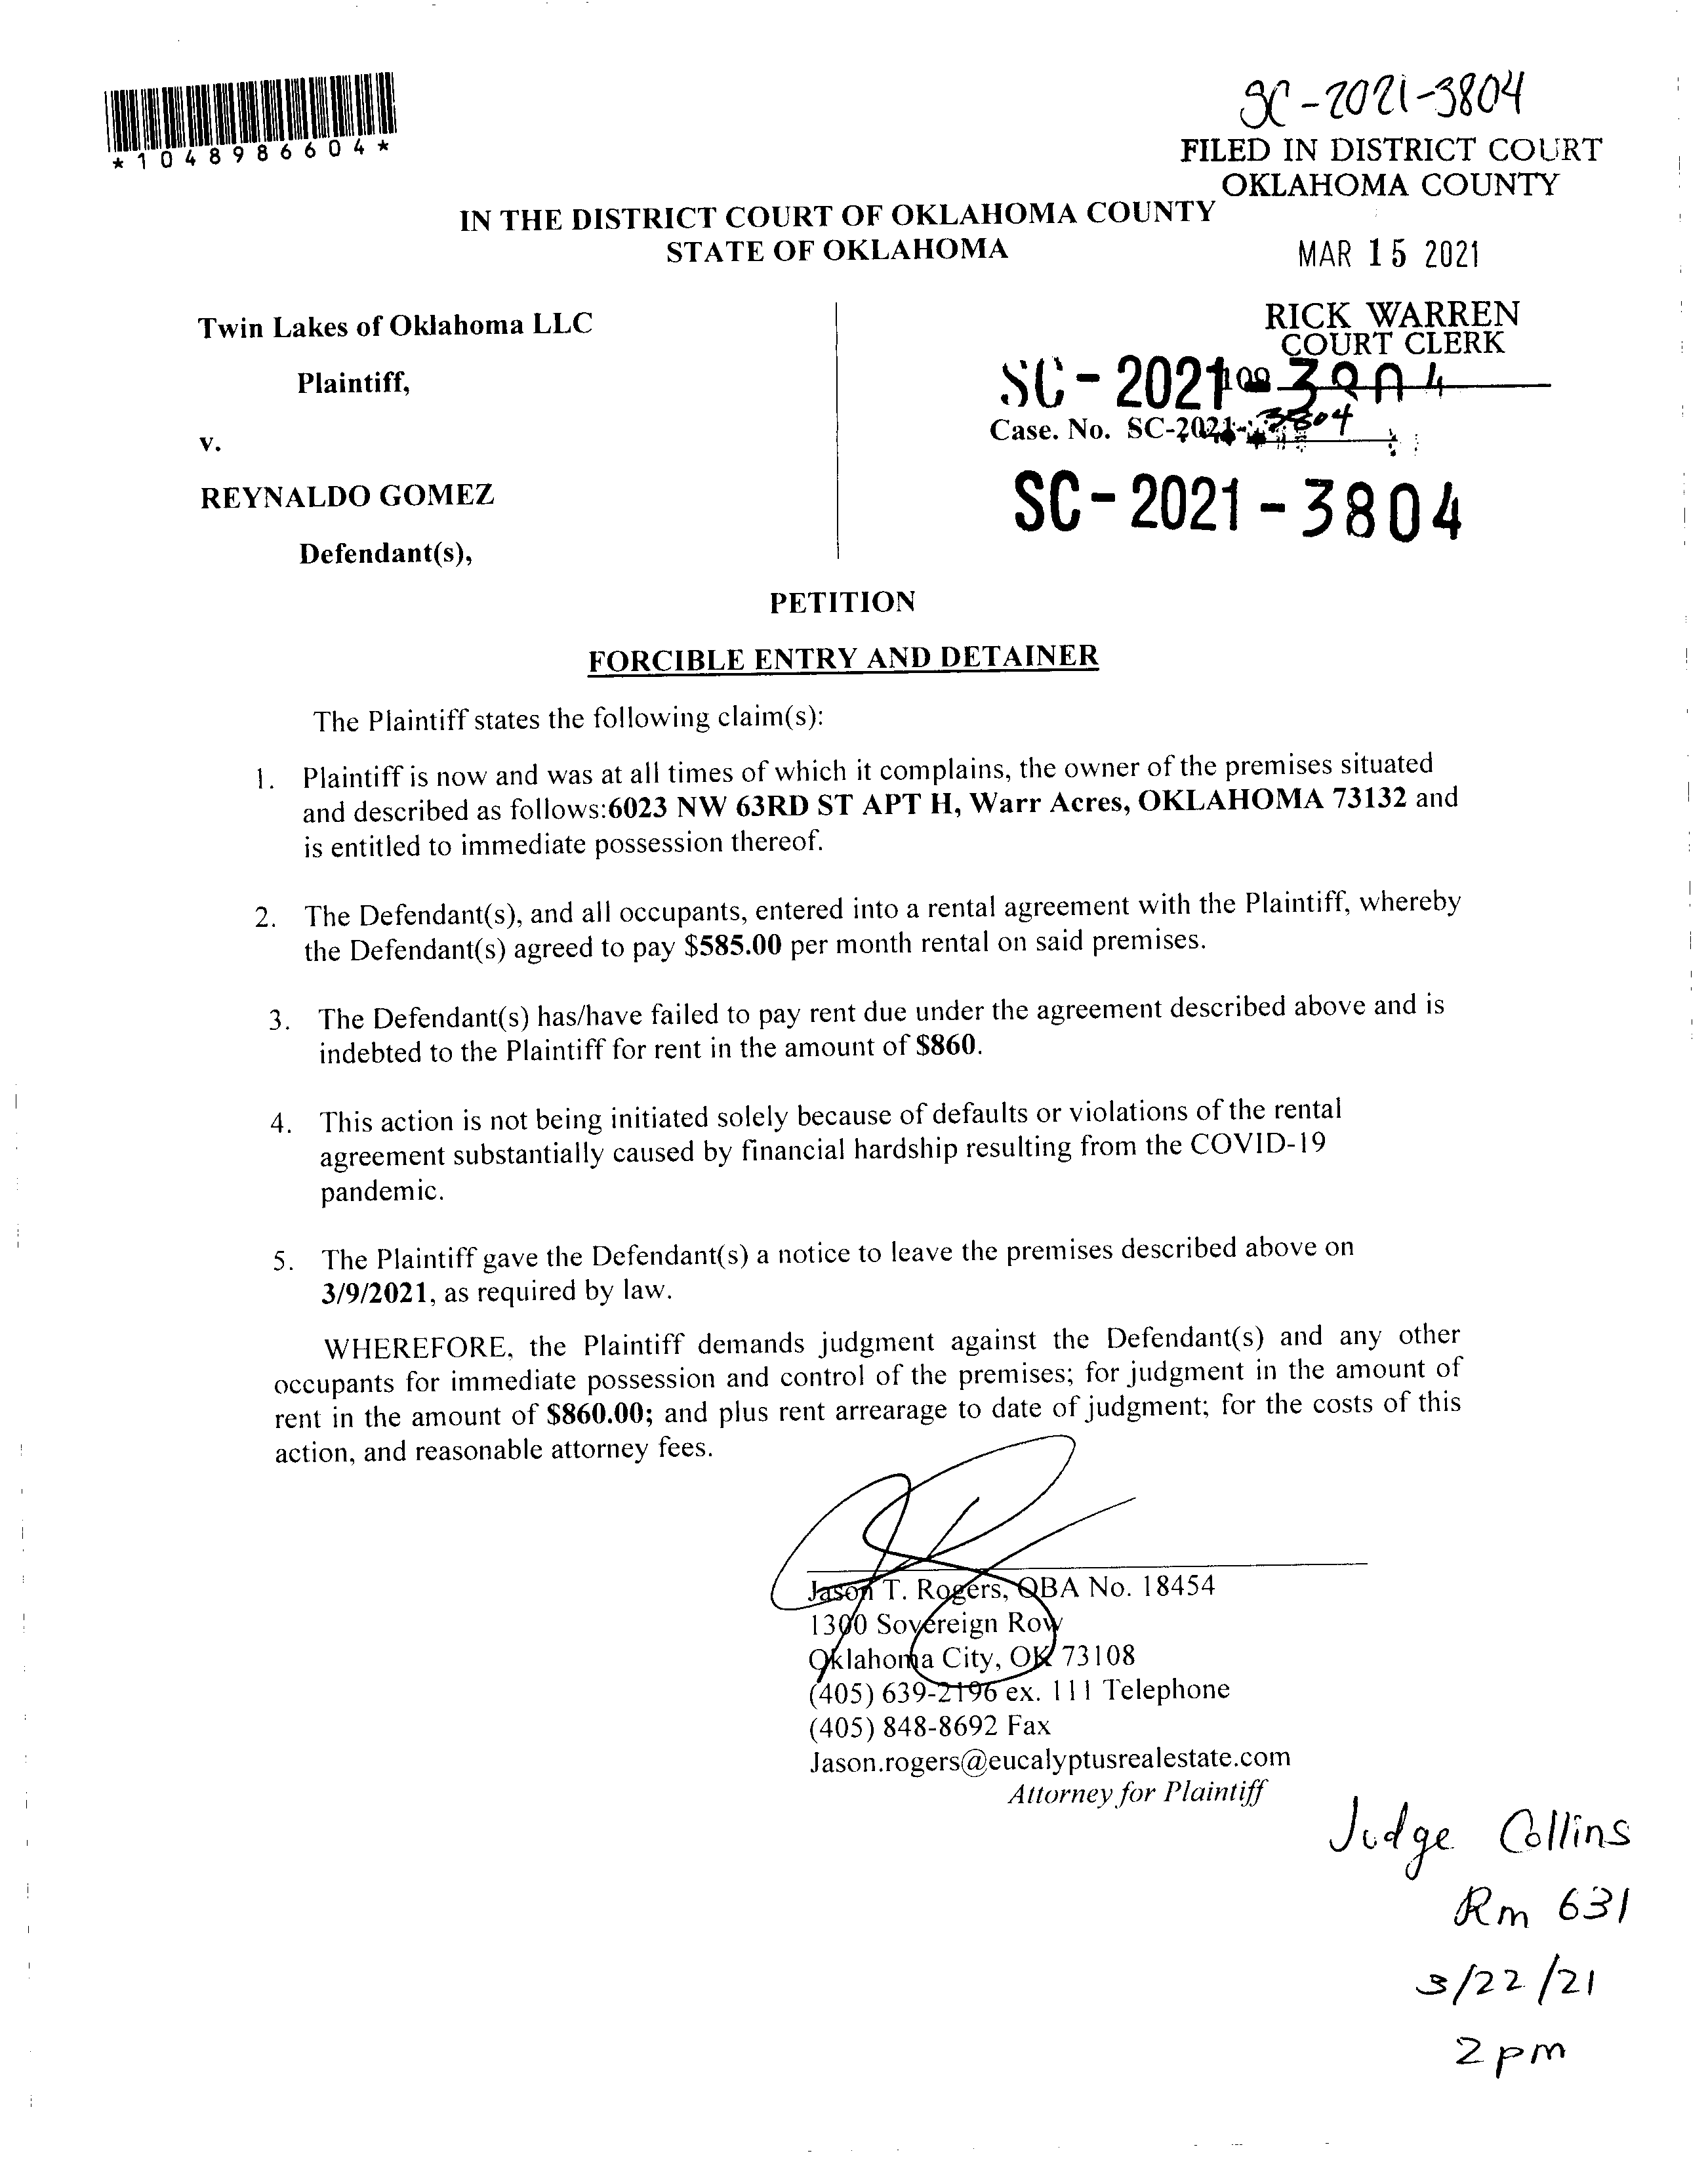 *1048986604*
SC-2021-3804
FILED IN DISTRICT COURT
OKLAHOMA COUNTY
IN THE DISTRICT COURT OF OKLAHOMA COUNTY
STATE OF OKLAHOMA
MAR 15 2021
RICK WARREN
COURT CLERK
Twin Lakes of Oklahoma LLC
Plaintiff,
v.
REYNALDO GOMEZ
Defendant(s),
109
SC-2021-3804
Case. No. SC-2021-3804
SC-2021-3804
PETITION
FORCIBLE ENTRY AND DETAINER
The Plaintiff states the following claim(s):
1. Plaintiff is now and was at all times of which it complains, the owner of the premises situated
and described as follows:6023 NW 63RD ST APT H, Warr Acres, OKLAHOMA 73132 and
is entitled to immediate possession thereof.
2. The Defendant(s), and all occupants, entered into a rental agreement with the Plaintiff, whereby
the Defendant(s) agreed to pay $585.00 per month rental on said premises.
3. The Defendant(s) has/have failed to pay rent due under the agreement described above and is
indebted to the Plaintiff for rent in the amount of $860.
4. This action is not being initiated solely because of defaults or violations of the rental
agreement substantially caused by financial hardship resulting from the COVID-19
pandemic.
5. The Plaintiff gave the Defendant(s) a notice to leave the premises described above on
3/9/2021, as required by law.
WHEREFORE, the Plaintiff demands judgment against the Defendant(s) and any other
occupants for immediate possession and control of the premises; for judgment in the amount of
rent in the amount of $860.00; and plus rent arrearage to date of judgment; for the costs of this
action, and reasonable attorney fees.
Jason T. Rogers, OBA No. 18454
1300 Sovereign Row
Oklahoma City, OK 73108
(405) 639-2196 ex. 111 Telephone
(405) 848-8692 Fax
Jason.rogers@eucalyptusrealestate.com
Attorney for Plaintiff
Judge Collins
Rm 631
3/22/21
2pm